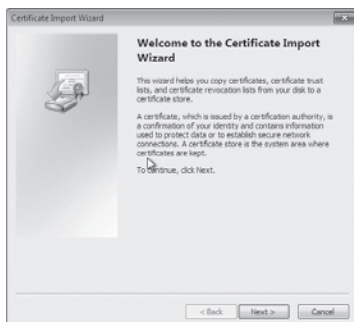 Certificate Import Wizard
Welcome to the Certificate Import
Wizard
This wizard helps you copy certificates, certificate trust
lists, and certificate revocation lists from your disk to a
certificate store.
A certificate, which is issued by a certification authority, is
a confirmation of your identity and contains information
used to protect data or to establish secure network
connections. A certificate store is the system area where
certificates are kept.
To continue, click Next.
< Back
Next >
Cancel